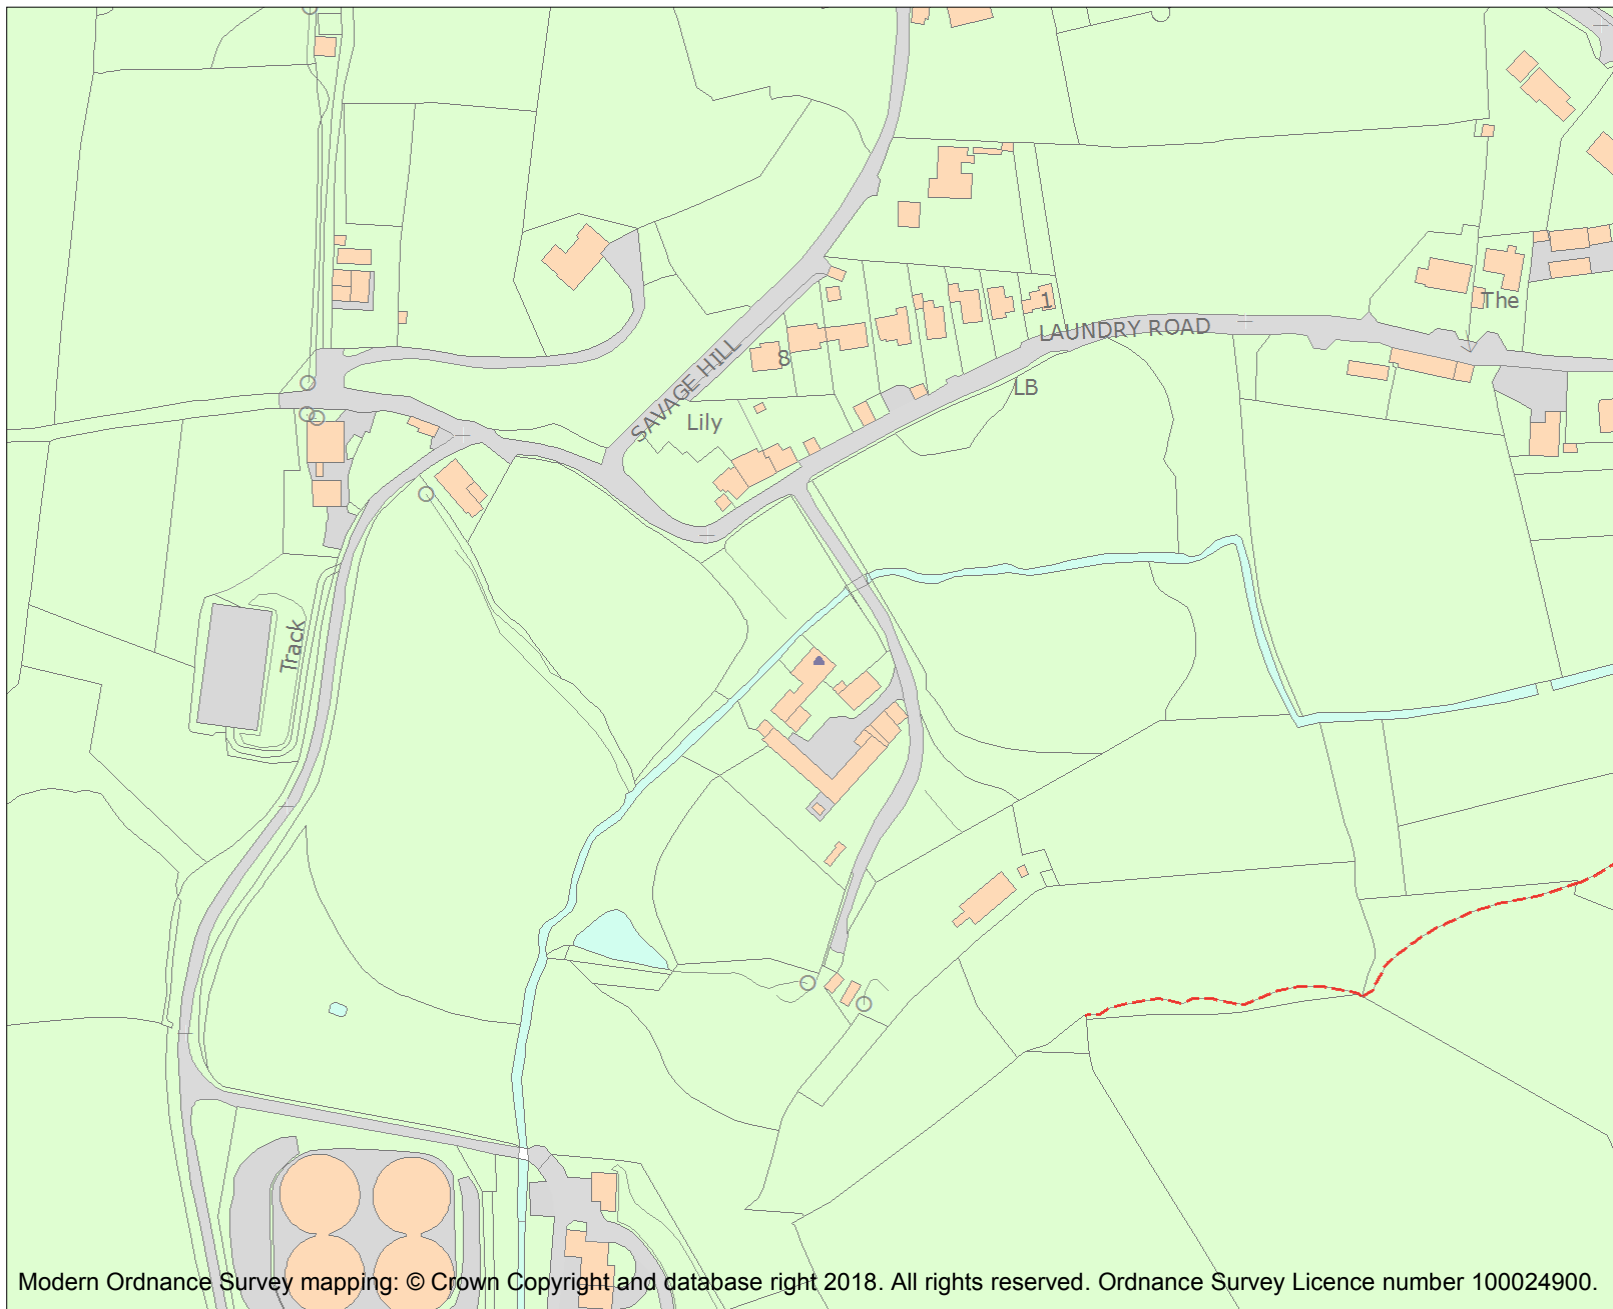 The
1
LAUNDRY ROAD
8
SAVAGE HILL
LB
Lily
Track
Modern Ordnance Survey mapping: © Crown Copyright and database right 2018. All rights reserved. Ordnance Survey Licence number 100024900.